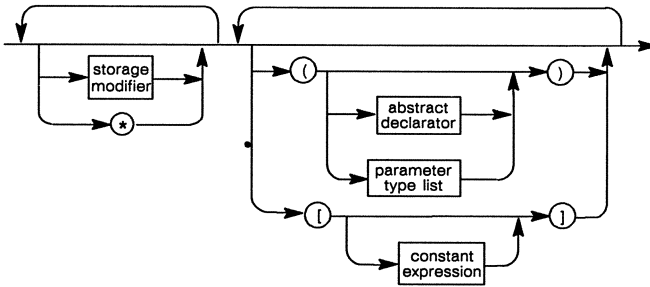 storage
modifier
*
(
abstract
declarator
parameter
type list
)
[
constant
expression
]